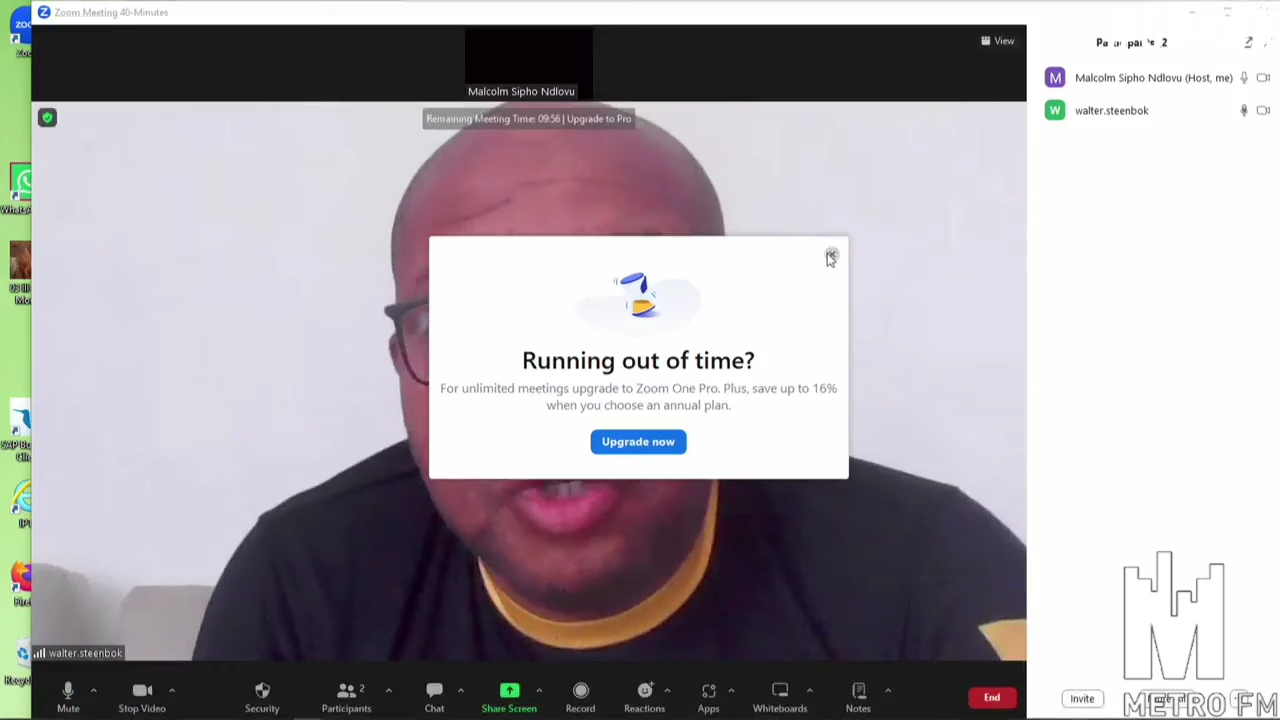 Zoom Meeting 40-Minutes
View
Malcolm Sipho Ndlovu
Remaining Meeting Time: 09:56 | Upgrade to Pro
Malcolm Sipho Ndlovu (Host, me)
M
walter.steenbok
W
Running out of time?
For unlimited meetings upgrade to Zoom One Pro. Plus, save up to 16%
when you choose an annual plan.
Upgrade now
walter.steenbok
Mute
Stop Video
Security
Participants
2
Chat
Share Screen
Record
Reactions
Apps
Whiteboards
Notes
End
Invite
METRO FM